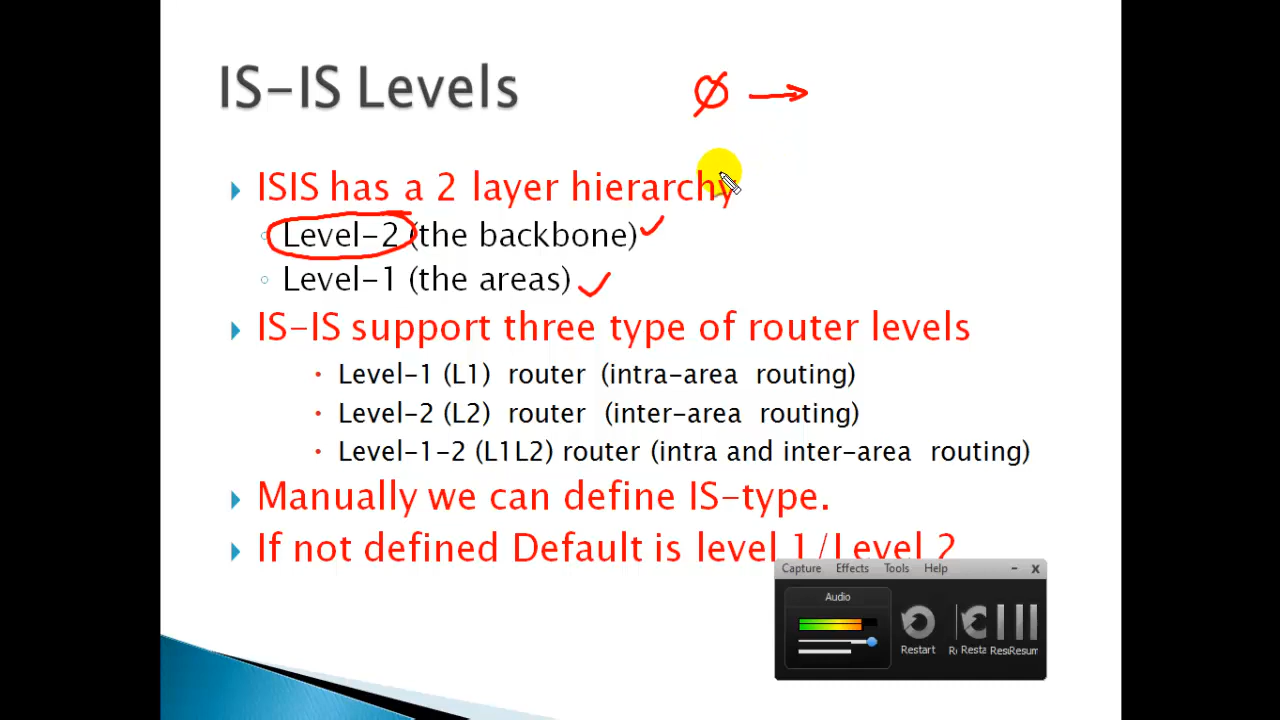 IS-IS Levels
Ø →
ISIS has a 2 layer hierarchy
Level-2 (the backbone)
Level-1 (the areas)
IS-IS support three type of router levels
Level-1 (L1) router (intra-area routing)
Level-2 (L2) router (inter-area routing)
Level-1-2 (L1L2) router (intra and inter-area routing)
Manually we can define IS-type.
If not defined Default is level 1/Level 2
Capture Effects Tools Help
Audio
Restart Resta Resum